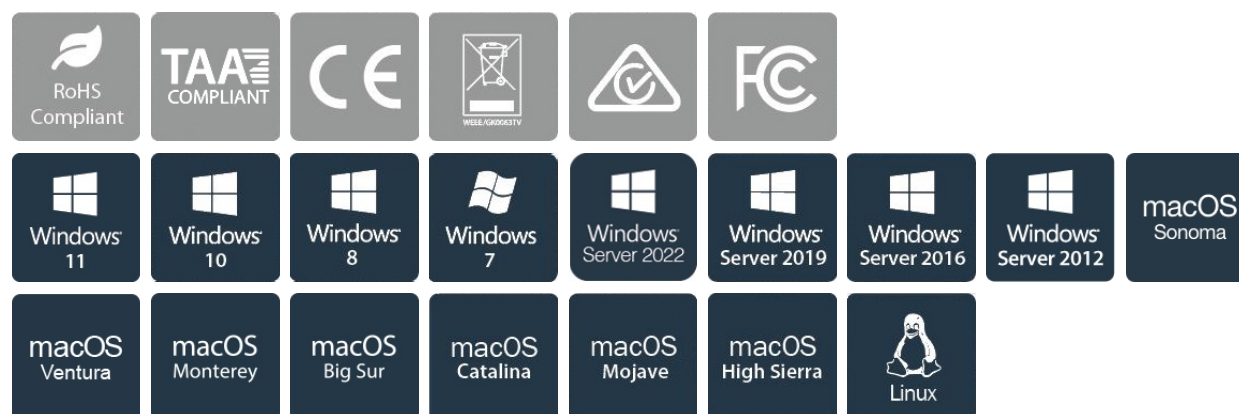 RoHS
Compliant
TAA
COMPLIANT
CE
WEEE/GK0063TV
FC
Windows
11
Windows
10
Windows
8
Windows
7
Windows
Server 2022
Windows
Server 2019
Windows
Server 2016
Windows
Server 2012
macOS
Sonoma
macOS
Ventura
macOS
Monterey
macOS
Big Sur
macOS
Catalina
macOS
Mojave
macOS
High Sierra
Linux